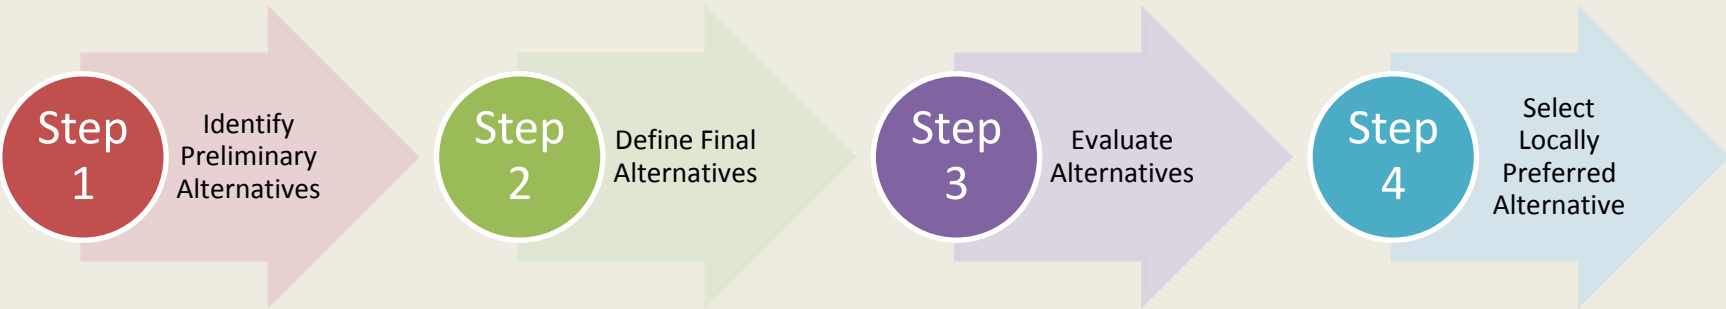 Step
1
Identify
Preliminary
Alternatives
Step
2
Define Final
Alternatives
Step
3
Evaluate
Alternatives
Step
4
Select
Locally
Preferred
Alternative